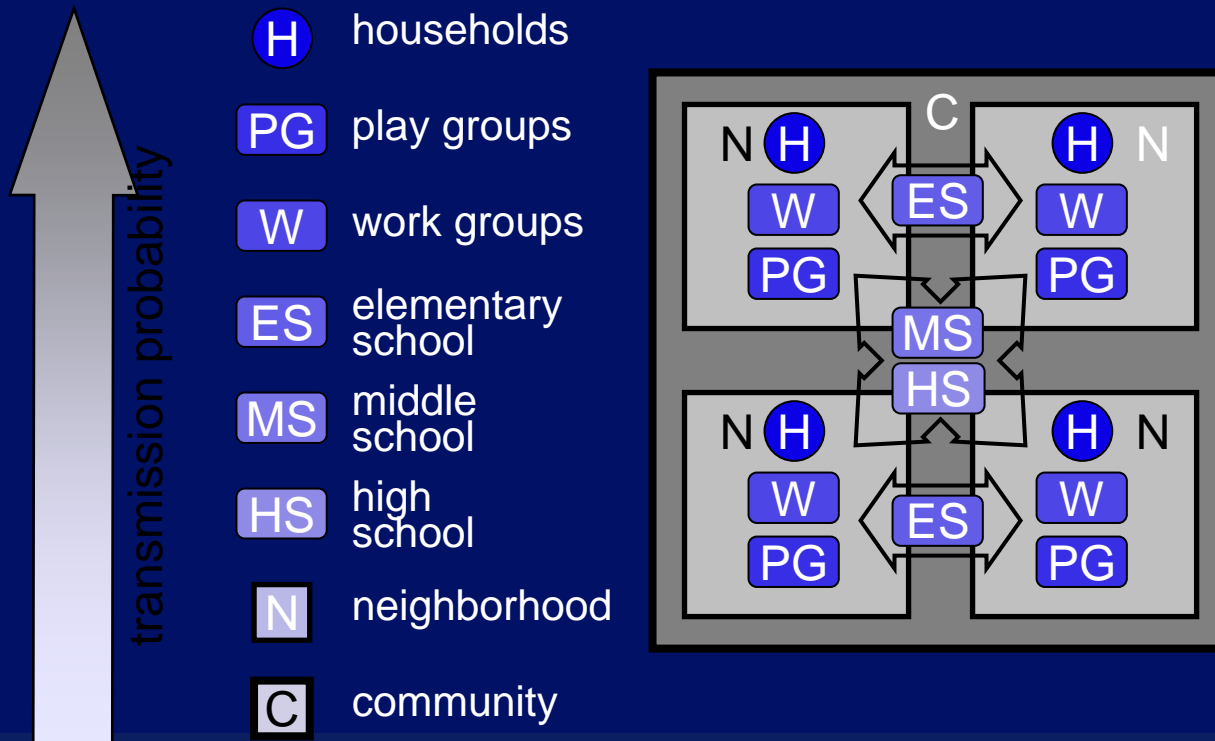 transmission probability
H households
PG play groups
W work groups
ES elementary
school
MS middle
school
HS high
school
N neighborhood
C community
C
N H H N
ES
W W
PG PG
MS
HS
N H H N
W W
ES
PG PG